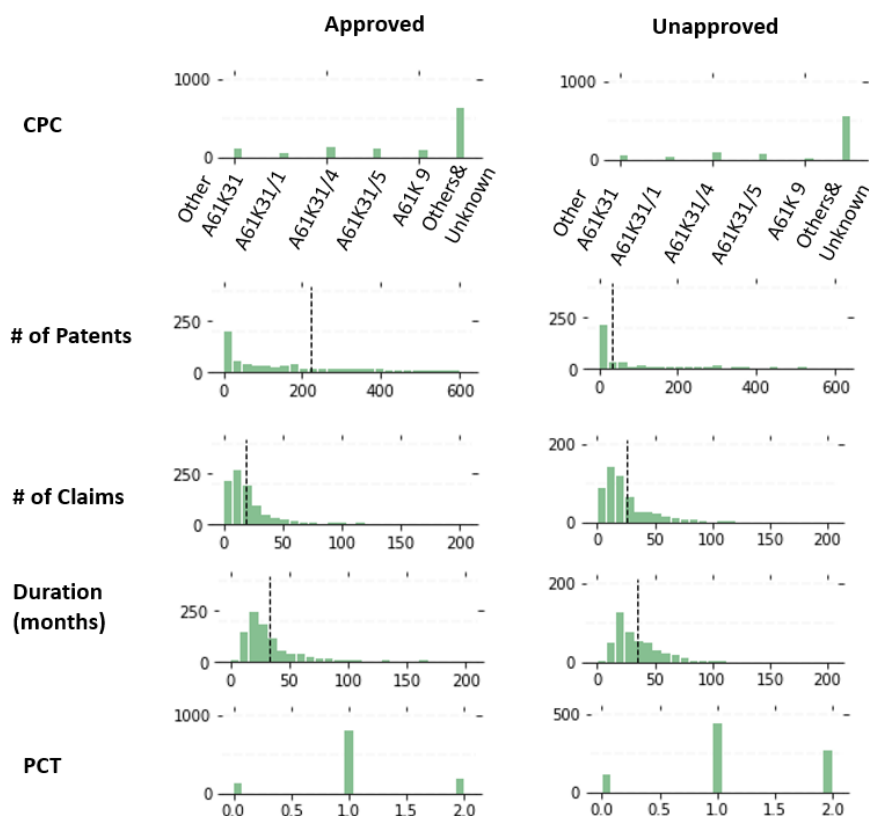 Approved
Unapproved
CPC
1000
0
Other
A61K31
A61K31/1
A61K31/4
A61K31/5
A61K 9
Others&
Unknown
1000
0
Other
A61K31
A61K31/1
A61K31/4
A61K31/5
A61K 9
Others&
Unknown
# of Patents
250
0
0 200 400 600
250
0
0 200 400 600
# of Claims
250
0
0 50 100 150 200
200
0
0 50 100 150 200
Duration
(months)
250
0
0 50 100 150 200
200
0
0 50 100 150 200
PCT
1000
0
0.0 0.5 1.0 1.5 2.0
500
0
0.0 0.5 1.0 1.5 2.0